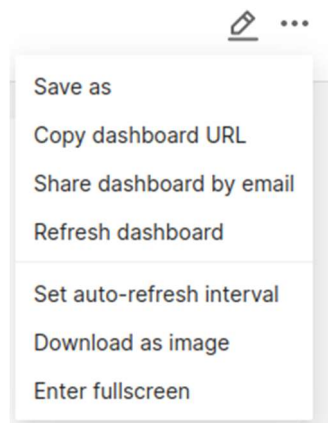 Save as
Copy dashboard URL
Share dashboard by email
Refresh dashboard
Set auto-refresh interval
Download as image
Enter fullscreen